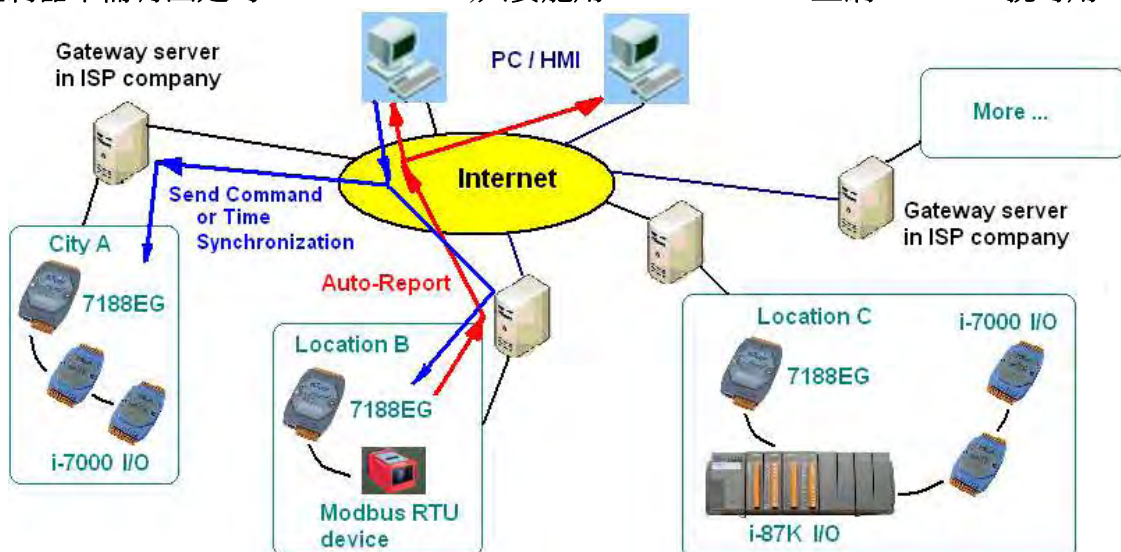 Gateway server
in ISP company
PC / HMI
More ...
Internet
Send Command
or Time
Synchronization
Gateway server
in ISP company
City A
7188EG
i-7000 I/O
Auto-Report
Location B
7188EG
Modbus RTU
device
Location C
i-7000 I/O
7188EG
i-87K I/O